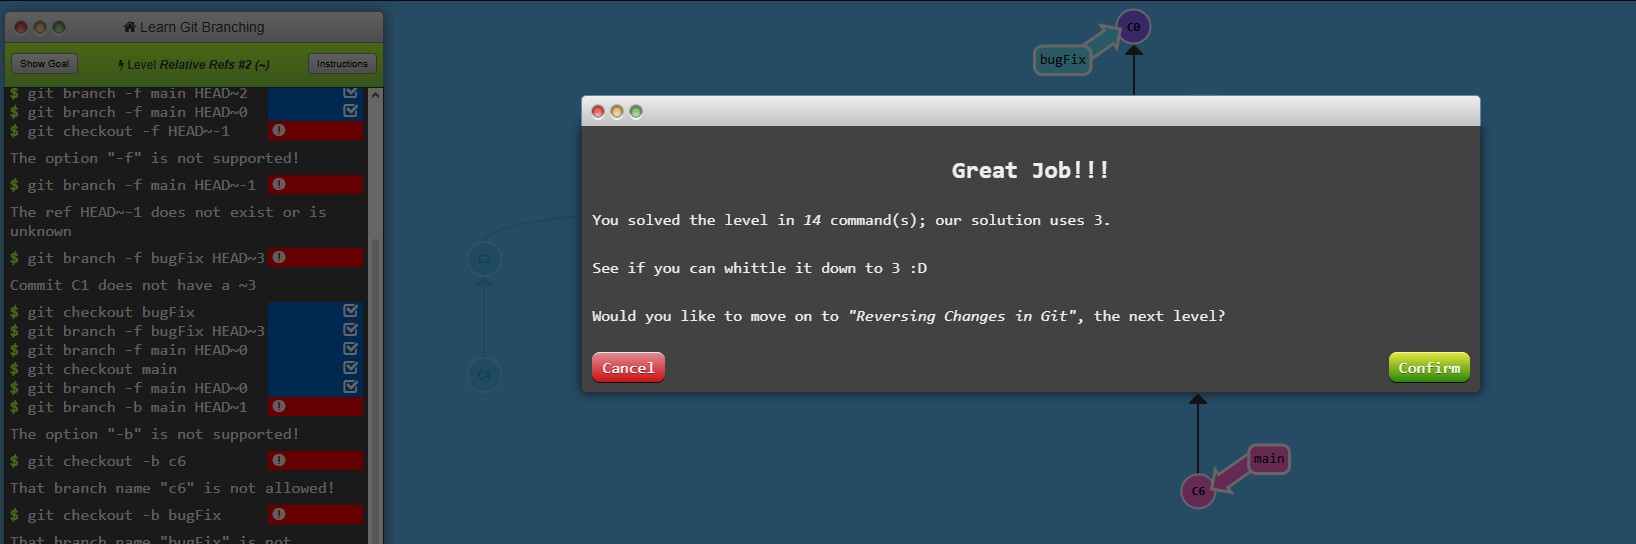 Learn Git Branching
Show Goal
Level Relative Refs #2 (~)
Instructions
$ git branch -f main HEAD~2
$ git branch -f main HEAD~0
$ git checkout -f HEAD~-1
The option "-f" is not supported!
$ git branch -f main HEAD~-1
The ref HEAD~-1 does not exist or is
unknown
$ git branch -f bugFix HEAD~3
Commit C1 does not have a ~3
$ git checkout bugFix
$ git branch -f bugFix HEAD~3
$ git branch -f main HEAD~0
$ git checkout main
$ git branch -f main HEAD~0
$ git branch -b main HEAD~1
The option "-b" is not supported!
$ git checkout -b c6
That branch name "c6" is not allowed!
$ git checkout -b bugFix
That branch name "bugFix" is not
C0
bugFix
C2
C4
Great Job!!!
You solved the level in 14 command(s); our solution uses 3.
See if you can whittle it down to 3 :D
Would you like to move on to "Reversing Changes in Git", the next level?
Cancel
Confirm
main
C6